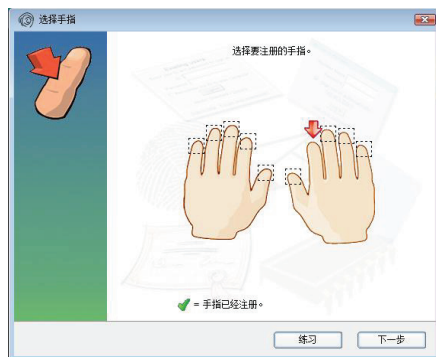 选择手指
选择要注册的手指。
= 手指已经注册。
练习
下一步